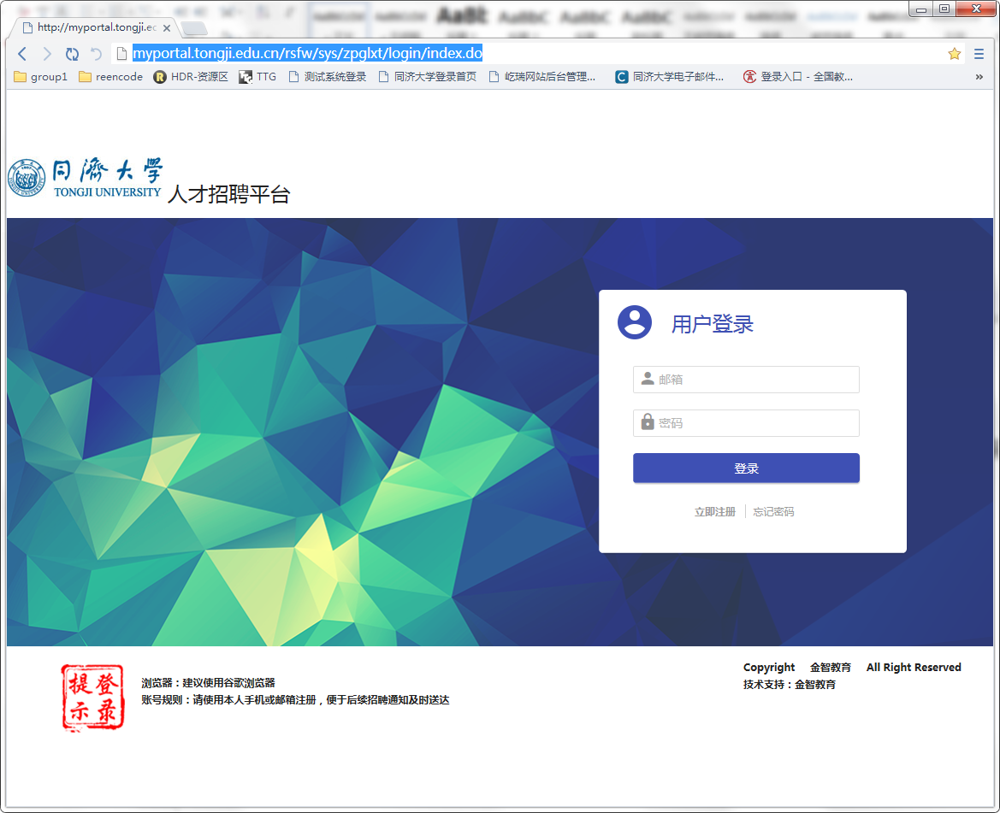 http://myportal.tongji.ec
myportal.tongji.edu.cn/rsfw/sys/zpglxt/login/index.do
group1 reencode HDR-资源区 TTG 测试系统登录 同济大学登录首页 屹瑞网站后台管理... 同济大学电子邮件... 登录入口 - 全国教... »
同濟大學
TONGJI UNIVERSITY
人才招聘平台
用户登录
邮箱
密码
登录
立即注册 忘记密码
登录提示
浏览器：建议使用谷歌浏览器
账号规则：请使用本人手机或邮箱注册，便于后续招聘通知及时送达
Copyright 金智教育 All Right Reserved
技术支持：金智教育